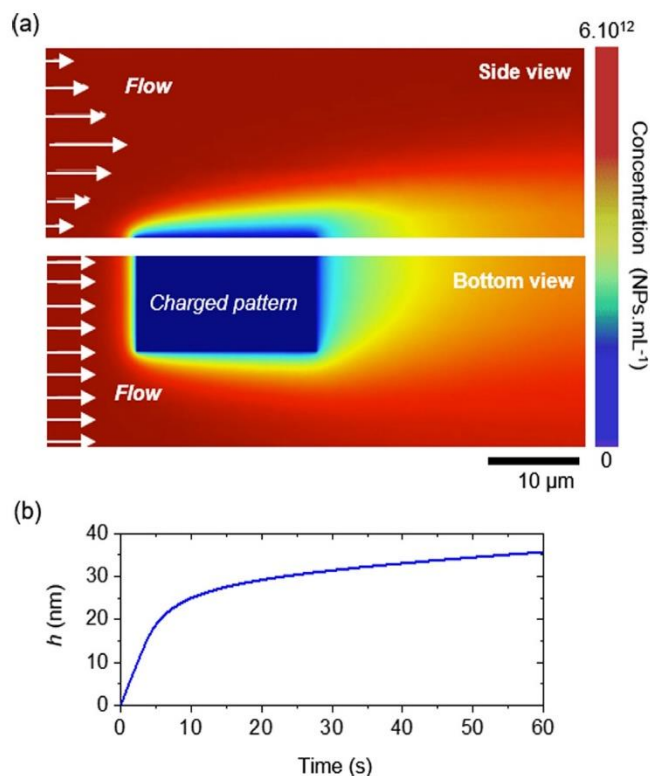 (a)
6.10¹²
Flow
Side view
Charged pattern
Bottom view
Flow
Concentration (NPs.mL⁻¹)
0
10 µm
(b)
40
30
20
10
0
h (nm)
0 10 20 30 40 50 60
Time (s)